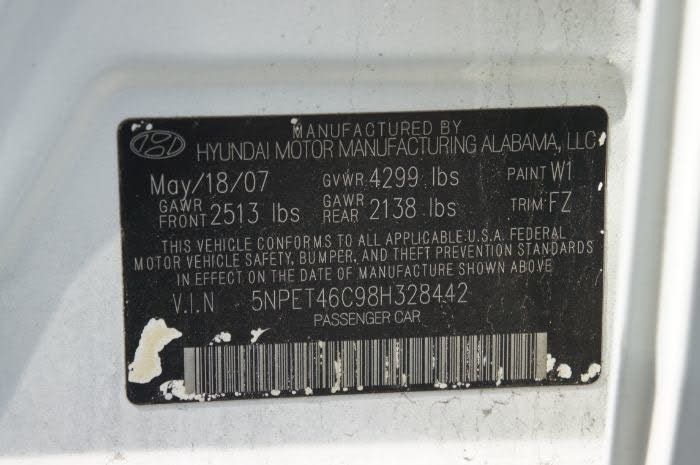 MANUFACTURED BY
HYUNDAI MOTOR MANUFACTURING ALABAMA, LLC
May/18/07 GVWR 4299 lbs PAINT W1
GAWR FRONT 2513 lbs GAWR REAR 2138 lbs TRIM: FZ
THIS VEHICLE CONFORMS TO ALL APPLICABLE U.S.A. FEDERAL
MOTOR VEHICLE SAFETY, BUMPER, AND THEFT PREVENTION STANDARDS
IN EFFECT ON THE DATE OF MANUFACTURE SHOWN ABOVE
V.I.N 5NPET46C98H328442
PASSENGER CAR